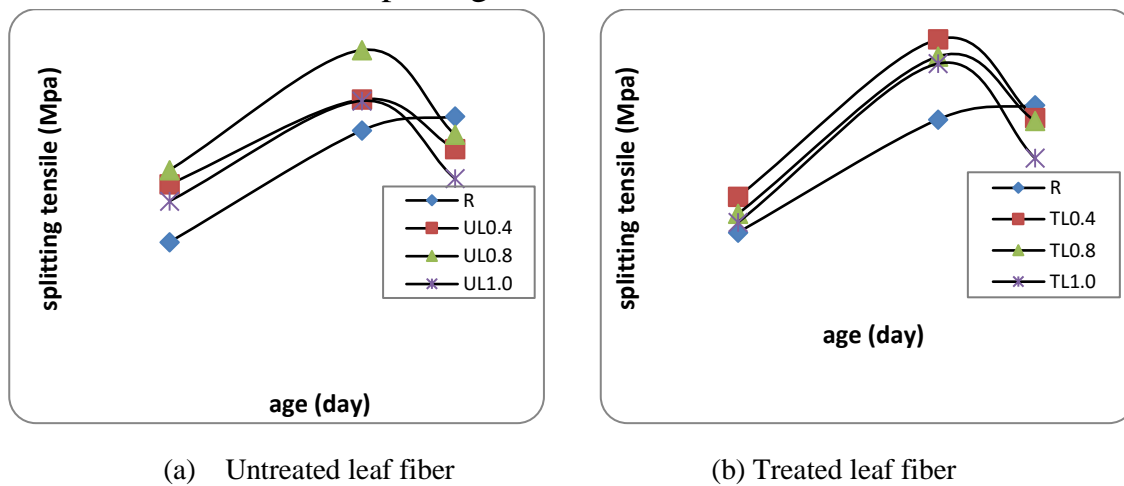 splitting tensile (Mpa)
R
UL0.4
UL0.8
UL1.0
age (day)
splitting tensile (Mpa)
R
TL0.4
TL0.8
TL1.0
age (day)
(a) Untreated leaf fiber
(b) Treated leaf fiber